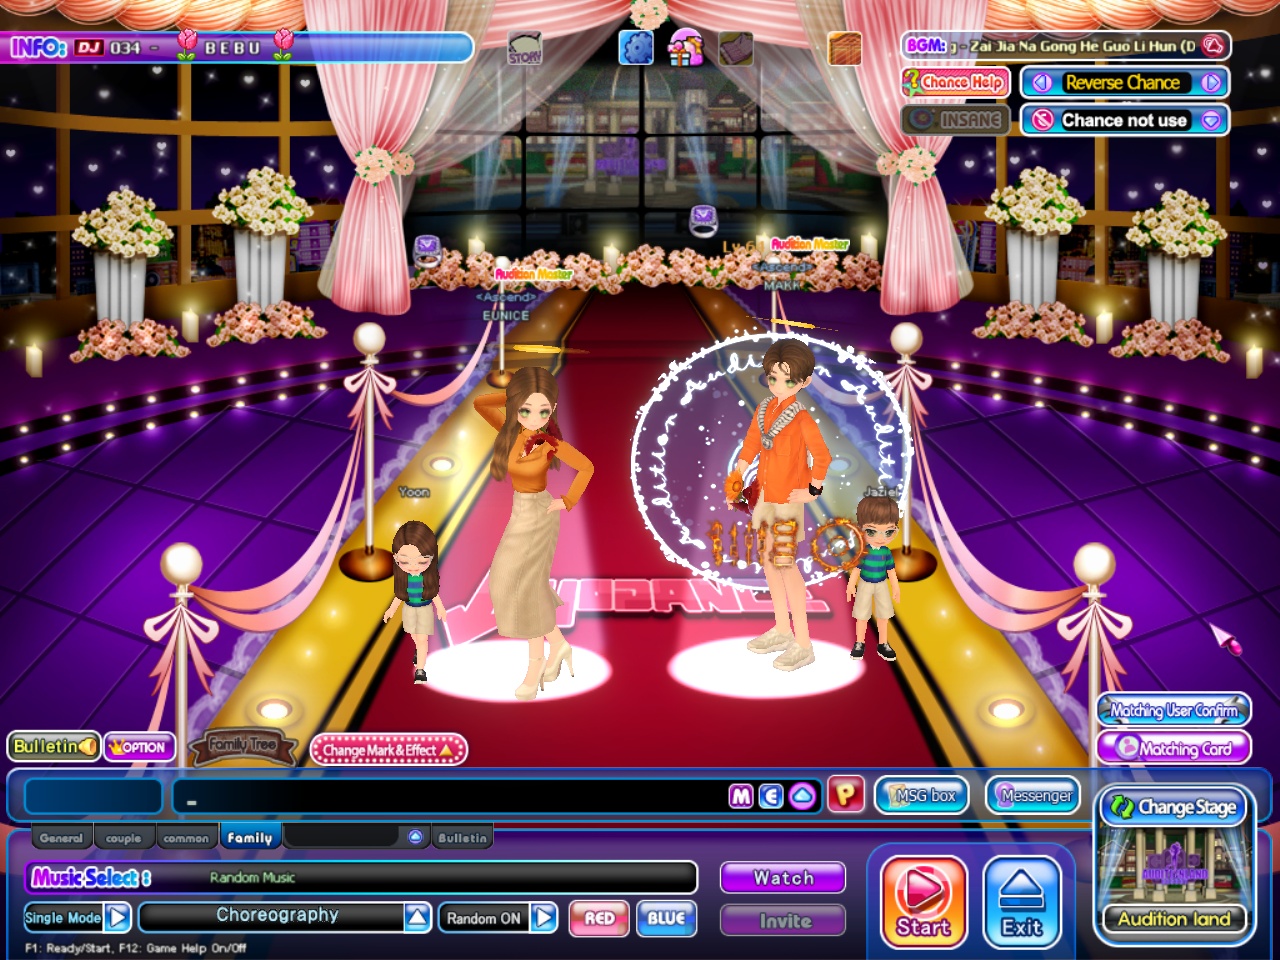 INFO: DJ 034 - BEBU
STORY
BGM: g - Zai Jia Na Gong He Guo Li Hun (D
Chance Help
Reverse Chance
INSANE
Chance not use
Audition Master
Audition Master
<Ascend>
<Ascend>
MAKK
EUNICE
Yoon
Jaziel
Matching User Confirm
Bulletin
OPTION
Family Tree
Change Mark & Effect
Matching Card
M
E
P
MSG box
Messenger
Change Stage
General
couple
common
Family
Bulletin
Music Select :
Random Music
Watch
Single Mode
Choreography
Random ON
RED
BLUE
Invite
Start
Exit
Audition land
F1: Ready/Start, F12: Game Help On/Off